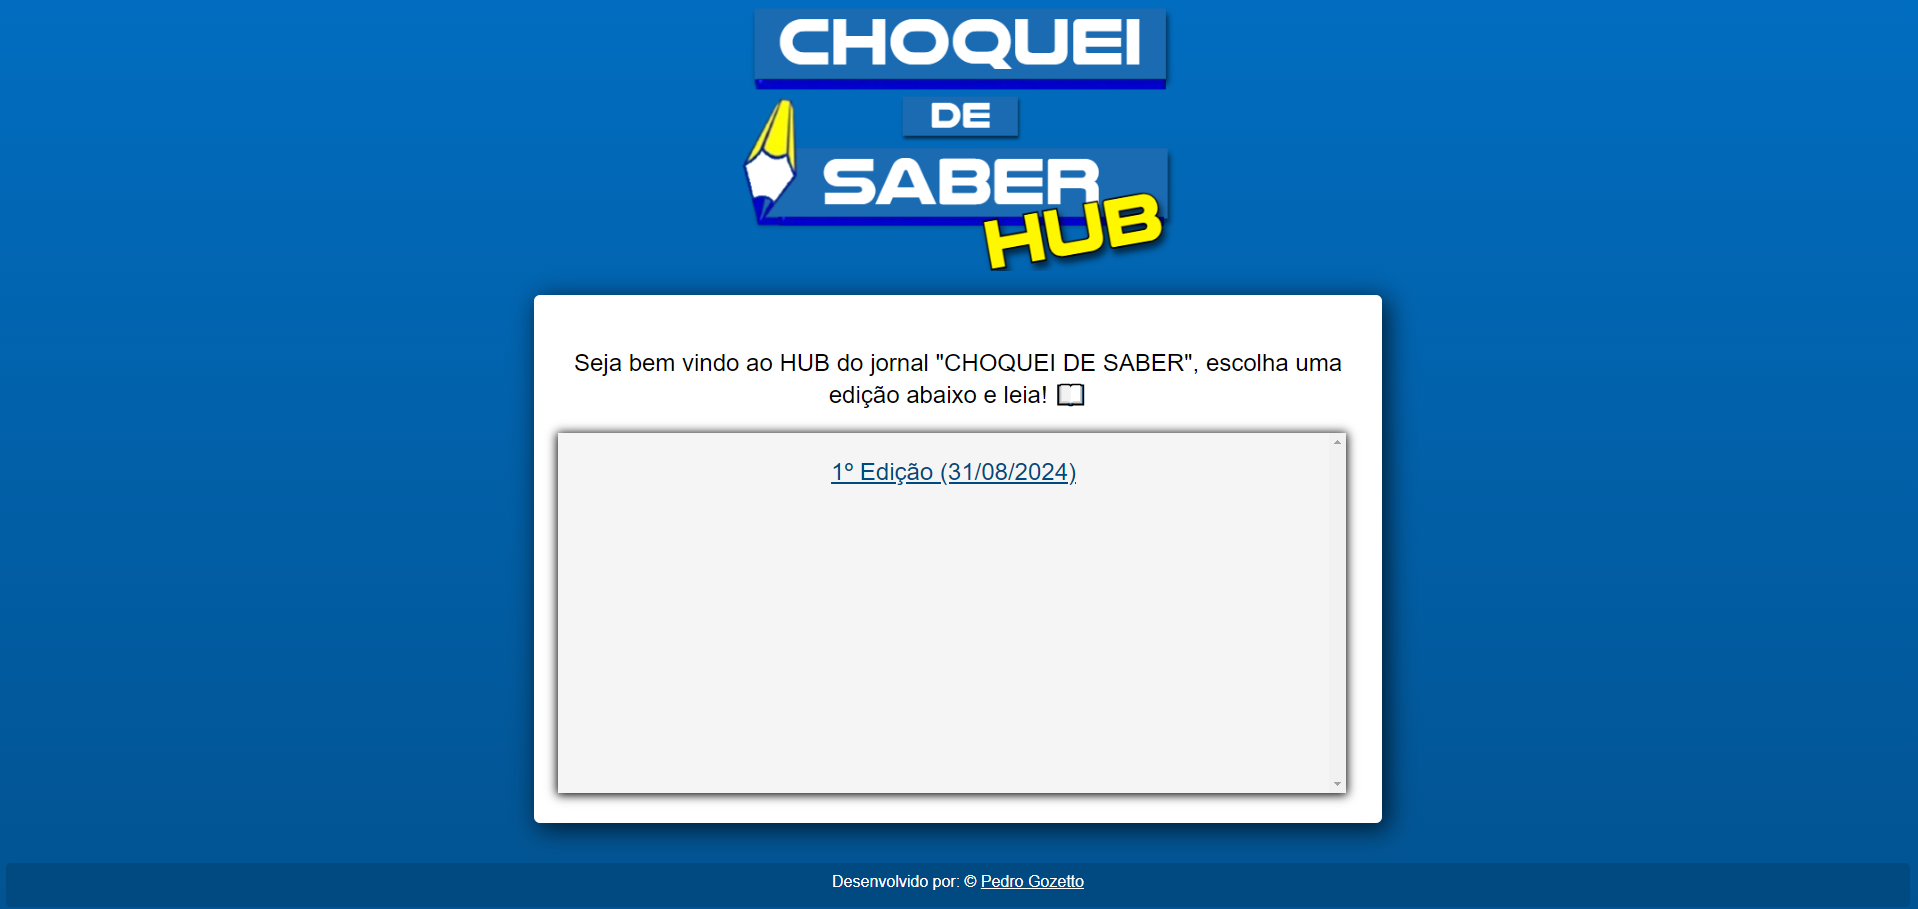 CHOQUEI
DE
SABER
HUB
Seja bem vindo ao HUB do jornal "CHOQUEI DE SABER", escolha uma
edição abaixo e leia! 📖
1º Edição (31/08/2024)
Desenvolvido por: © Pedro Gozetto